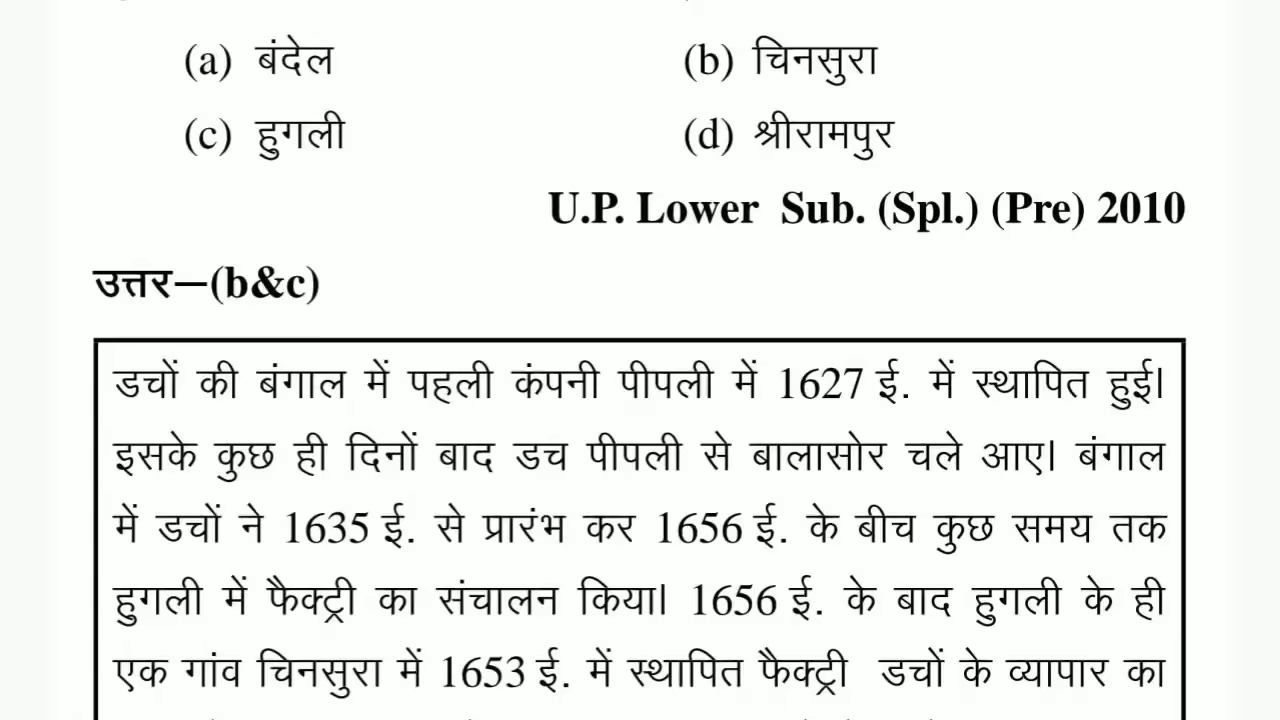 (a) बंदेल (b) चिनसुरा
(c) हुगली (d) श्रीरामपुर
U.P. Lower Sub. (Spl.) (Pre) 2010
उत्तर—(b&c)
डचों की बंगाल में पहली कंपनी पीपली में 1627 ई. में स्थापित हुई।
इसके कुछ ही दिनों बाद डच पीपली से बालासोर चले आए। बंगाल
में डचों ने 1635 ई. से प्रारंभ कर 1656 ई. के बीच कुछ समय तक
हुगली में फैक्ट्री का संचालन किया। 1656 ई. के बाद हुगली के ही
एक गांव चिनसुरा में 1653 ई. में स्थापित फैक्ट्री डचों के व्यापार का